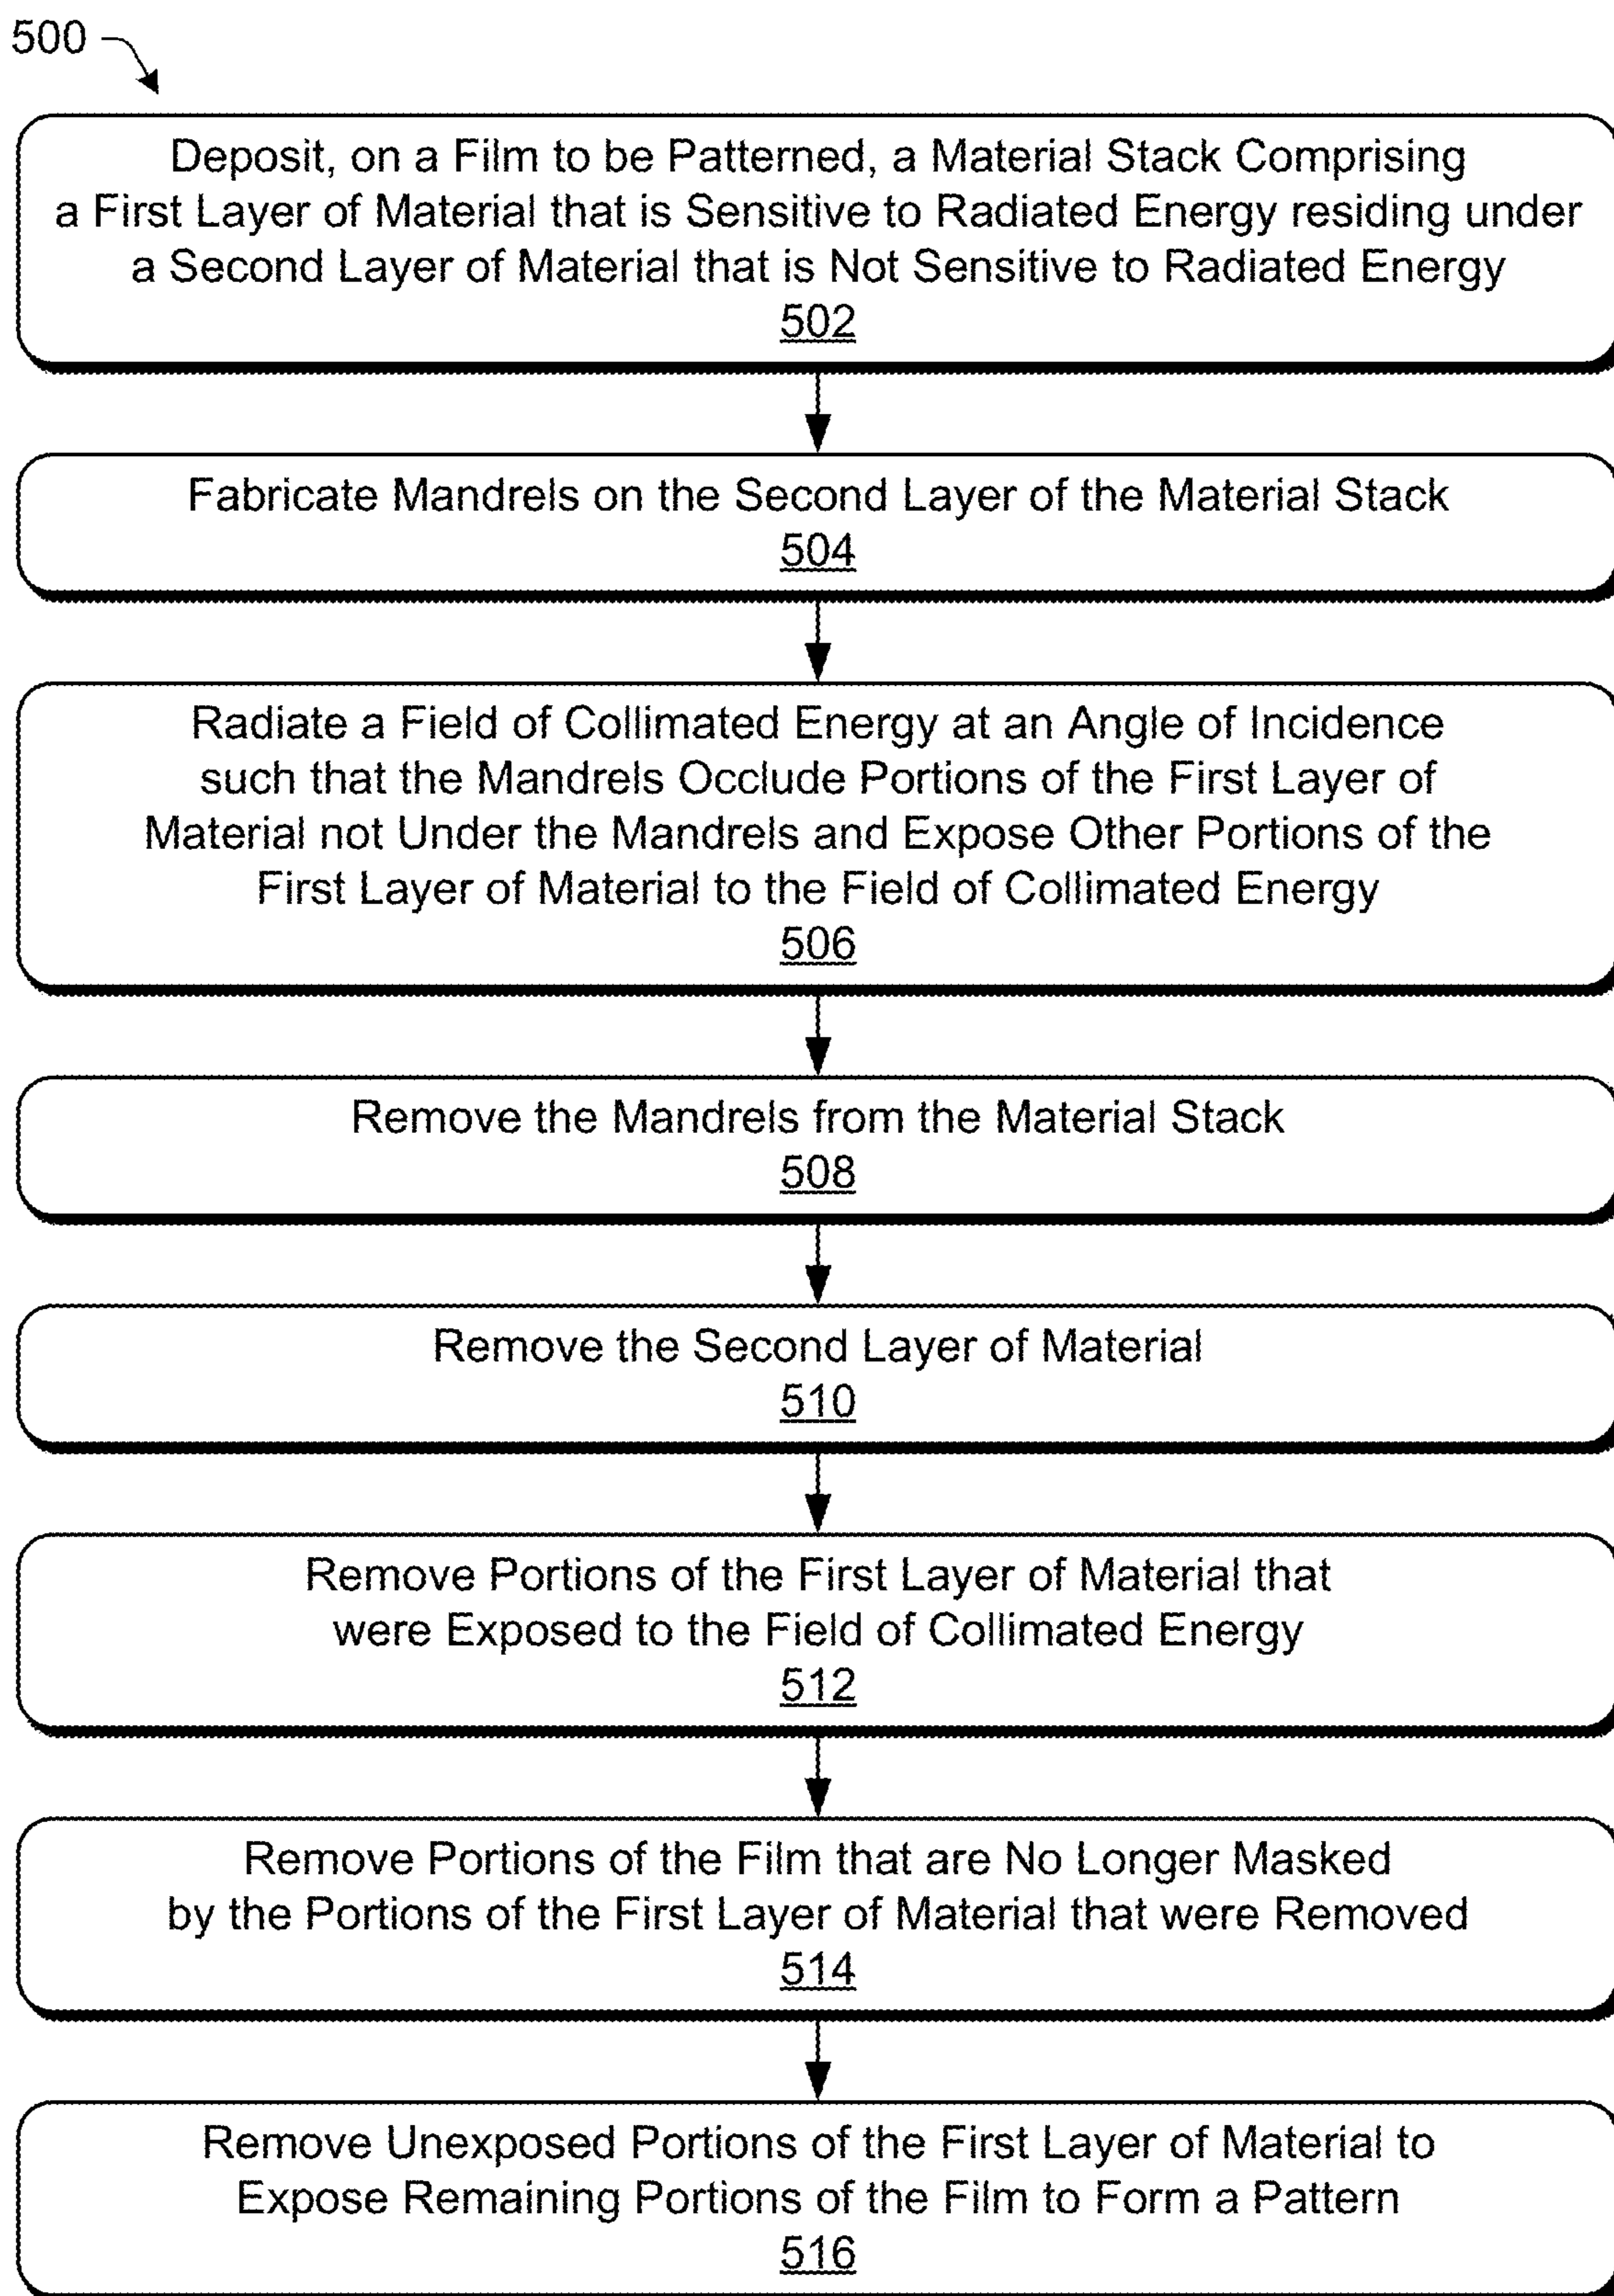 500
Deposit, on a Film to be Patterned, a Material Stack Comprising
a First Layer of Material that is Sensitive to Radiated Energy residing under
a Second Layer of Material that is Not Sensitive to Radiated Energy
502
Fabricate Mandrels on the Second Layer of the Material Stack
504
Radiate a Field of Collimated Energy at an Angle of Incidence
such that the Mandrels Occlude Portions of the First Layer of
Material not Under the Mandrels and Expose Other Portions of the
First Layer of Material to the Field of Collimated Energy
506
Remove the Mandrels from the Material Stack
508
Remove the Second Layer of Material
510
Remove Portions of the First Layer of Material that
were Exposed to the Field of Collimated Energy
512
Remove Portions of the Film that are No Longer Masked
by the Portions of the First Layer of Material that were Removed
514
Remove Unexposed Portions of the First Layer of Material to
Expose Remaining Portions of the Film to Form a Pattern
516